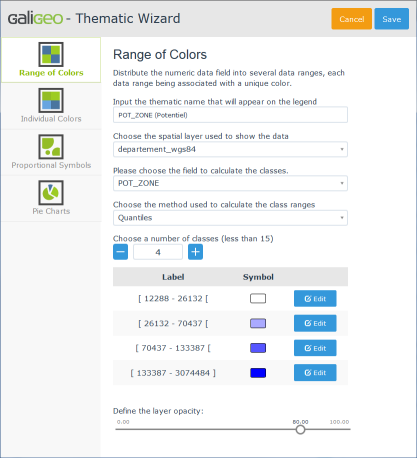 galigeo - Thematic Wizard
Cancel
Save
Range of Colors
Individual Colors
Proportional Symbols
Pie Charts
Range of Colors
Distribute the numeric data field into several data ranges, each
data range being associated with a unique color.
Input the thematic name that will appear on the legend
POT_ZONE (Potentiel)
Choose the spatial layer used to show the data
departement_wgs84
Please choose the field to calculate the classes.
POT_ZONE
Choose the method used to calculate the class ranges
Quantiles
Choose a number of classes (less than 15)
4
Label Symbol
[ 12288 - 26132 [ Edit
[ 26132 - 70437 [ Edit
[ 70437 - 133387 [ Edit
[ 133387 - 3074484 ] Edit
Define the layer opacity:
0.00 80.00 100.00